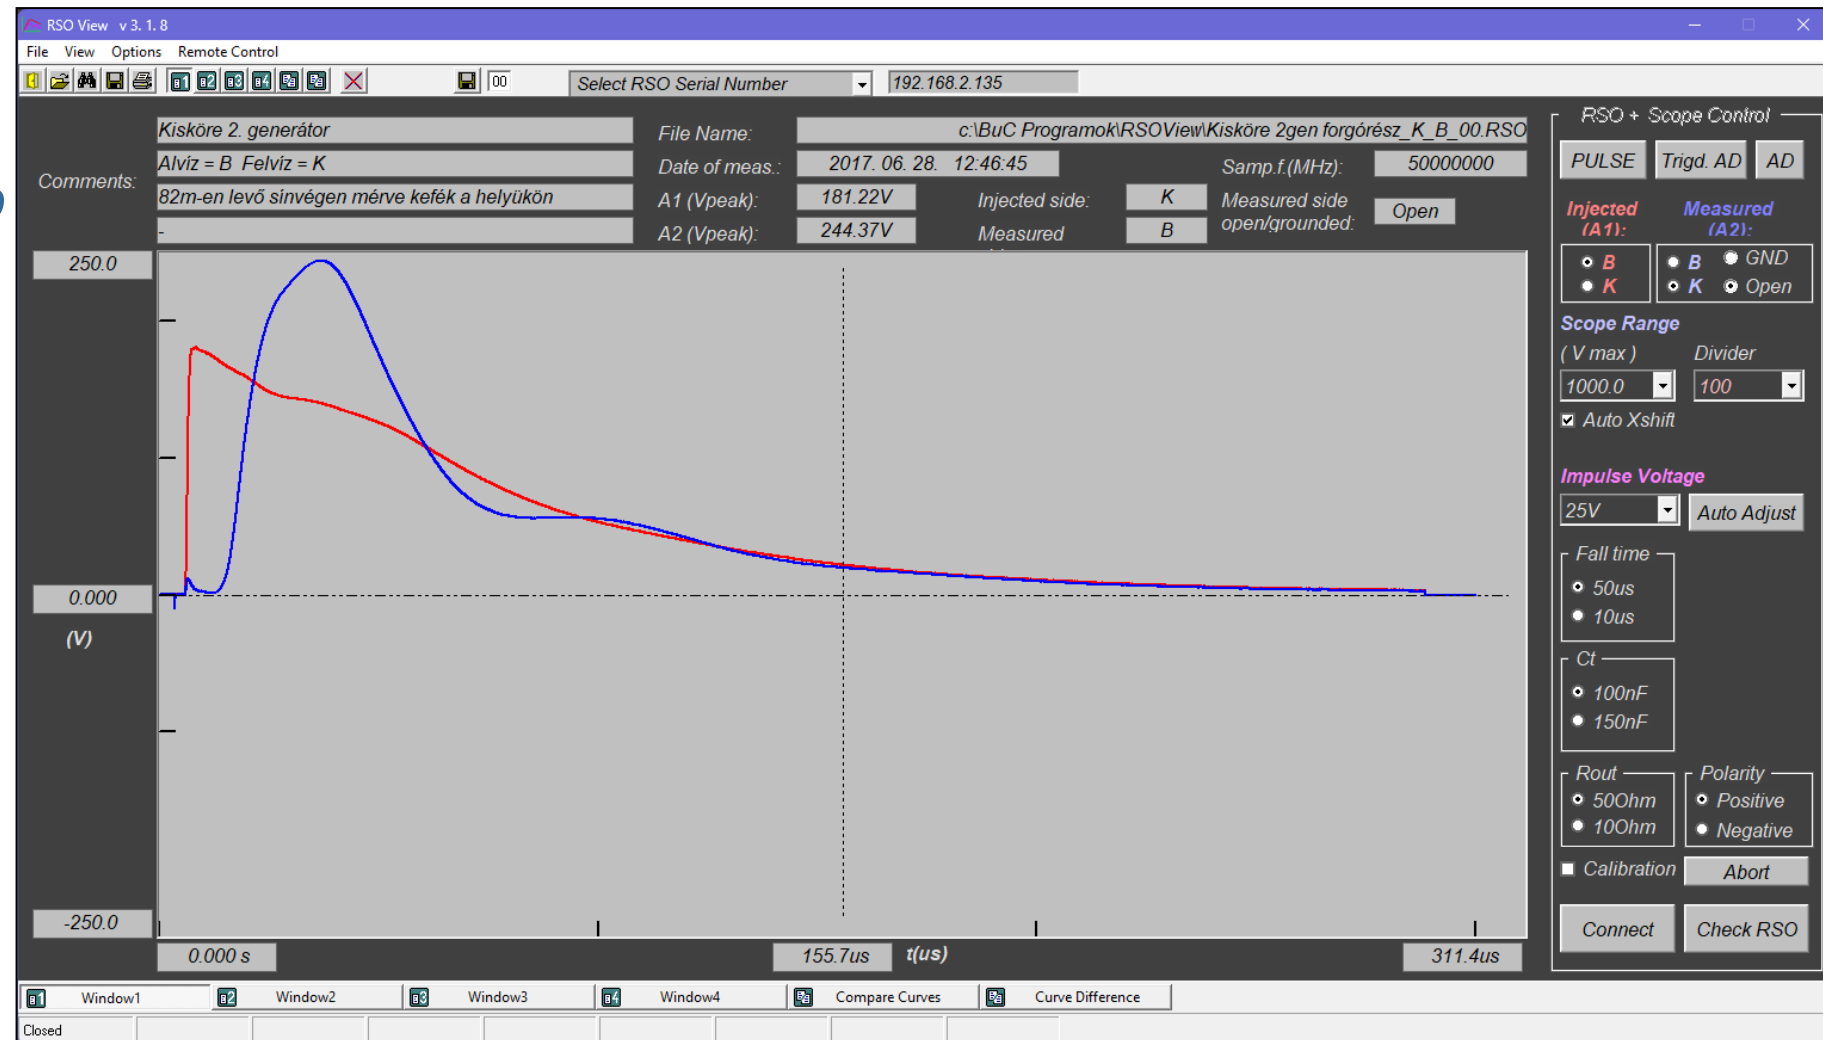 RSO View v 3. 1. 8
File View Options Remote Control
00 Select RSO Serial Number 192.168.2.135
Comments:
Kisköre 2. generátor
Alvíz = B Felvíz = K
82m-en levő sínvégen mérve kefék a helyükön
-
File Name: c:\BuC Programok\RSOView\Kisköre 2gen forgórész_K_B_00.RSO
Date of meas.: 2017. 06. 28. 12:46:45 Samp.f.(MHz): 50000000
A1 (Vpeak): 181.22V Injected side: K Measured side open/grounded: Open
A2 (Vpeak): 244.37V Measured B
250.0
0.000
(V)
-250.0
0.000 s 155.7us t(us) 311.4us
RSO + Scope Control
PULSE Trigd. AD AD
Injected (A1): Measured (A2):
B B GND
K K Open
Scope Range
( V max ) Divider
1000.0 100
Auto Xshift
Impulse Voltage
25V Auto Adjust
Fall time
50us
10us
Ct
100nF
150nF
Rout Polarity
50Ohm Positive
10Ohm Negative
Calibration Abort
Connect Check RSO
1 Window1 2 Window2 3 Window3 4 Window4 Compare Curves Curve Difference
Closed